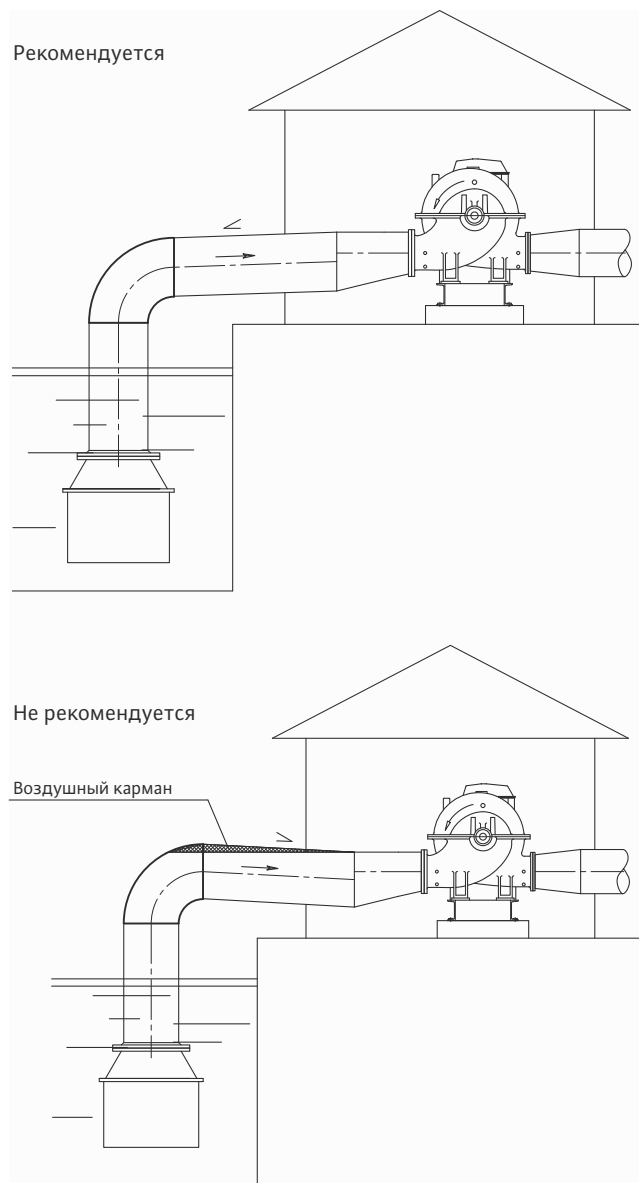 Рекомендуется
Не рекомендуется
Воздушный карман